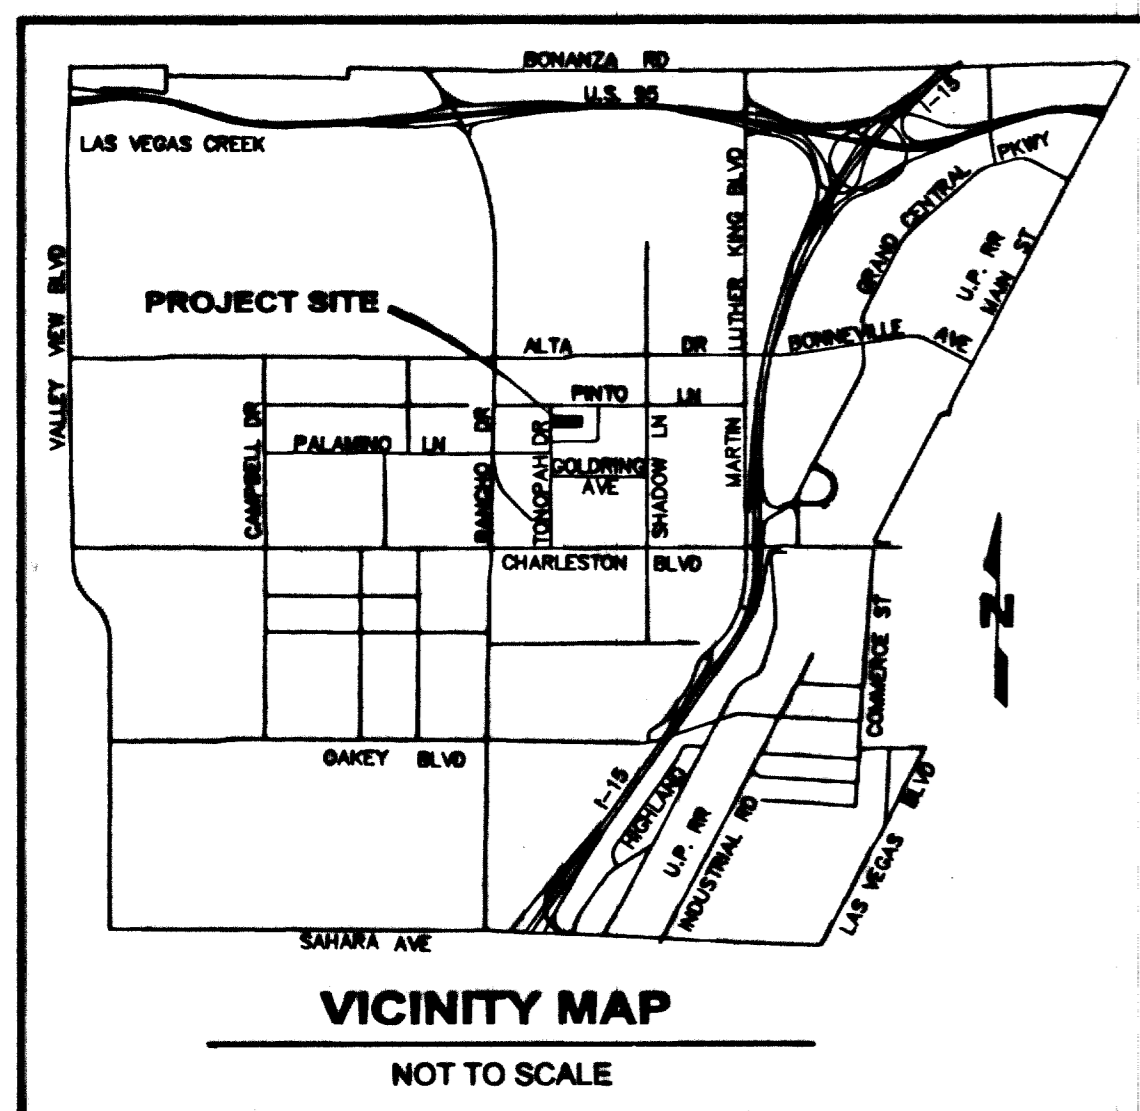 BONANZA RD
U.S. 95
I-15
LAS VEGAS CREEK
PKWY
GRAND CENTRAL
VALLEY VIEW BLVD
MARTIN LUTHER KING BLVD
U.P. RR
MAIN ST
PROJECT SITE
ALTA DR
BONNEVILLE AVE
PINTO LN
CAMPBELL DR
PALAMINO LN
RANCHO DR
TONOPAH DR
GOLDRING
AVE
SHADOW LN
CHARLESTON BLVD
N
COMMERCE ST
OAKEY BLVD
I-15
HIGHLAND
U.P. RR
INDUSTRIAL RD
LAS VEGAS BLVD
SAHARA AVE
VICINITY MAP
NOT TO SCALE